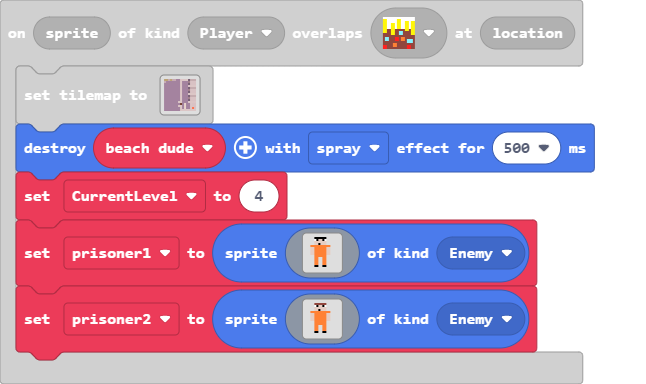 on sprite of kind Player overlaps at location
set tilemap to
destroy beach dude with spray effect for 500 ms
set CurrentLevel to 4
set prisoner1 to sprite of kind Enemy
set prisoner2 to sprite of kind Enemy